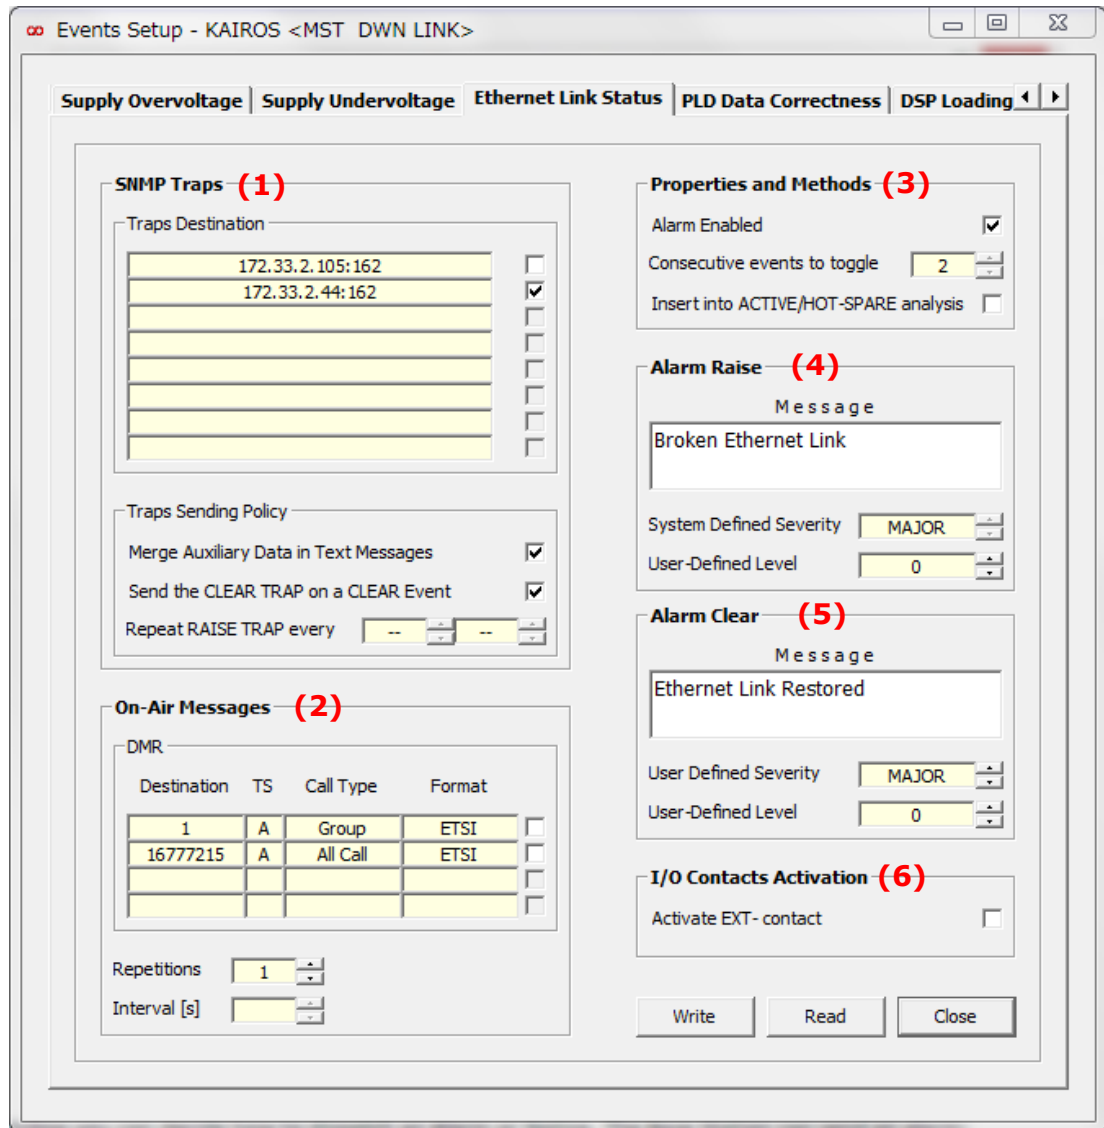 Events Setup - KAIROS <MST DWN LINK>
Supply Overvoltage
Supply Undervoltage
Ethernet Link Status
PLD Data Correctness
DSP Loading
SNMP Traps (1)
Traps Destination
172.33.2.105:162
172.33.2.44:162
Traps Sending Policy
Merge Auxiliary Data in Text Messages
Send the CLEAR TRAP on a CLEAR Event
Repeat RAISE TRAP every -- --
On-Air Messages (2)
DMR
Destination TS Call Type Format
1 A Group ETSI
16777215 A All Call ETSI
Repetitions 1
Interval [s]
Properties and Methods (3)
Alarm Enabled
Consecutive events to toggle 2
Insert into ACTIVE/HOT-SPARE analysis
Alarm Raise (4)
Message
Broken Ethernet Link
System Defined Severity MAJOR
User-Defined Level 0
Alarm Clear (5)
Message
Ethernet Link Restored
User Defined Severity MAJOR
User-Defined Level 0
I/O Contacts Activation (6)
Activate EXT- contact
Write Read Close